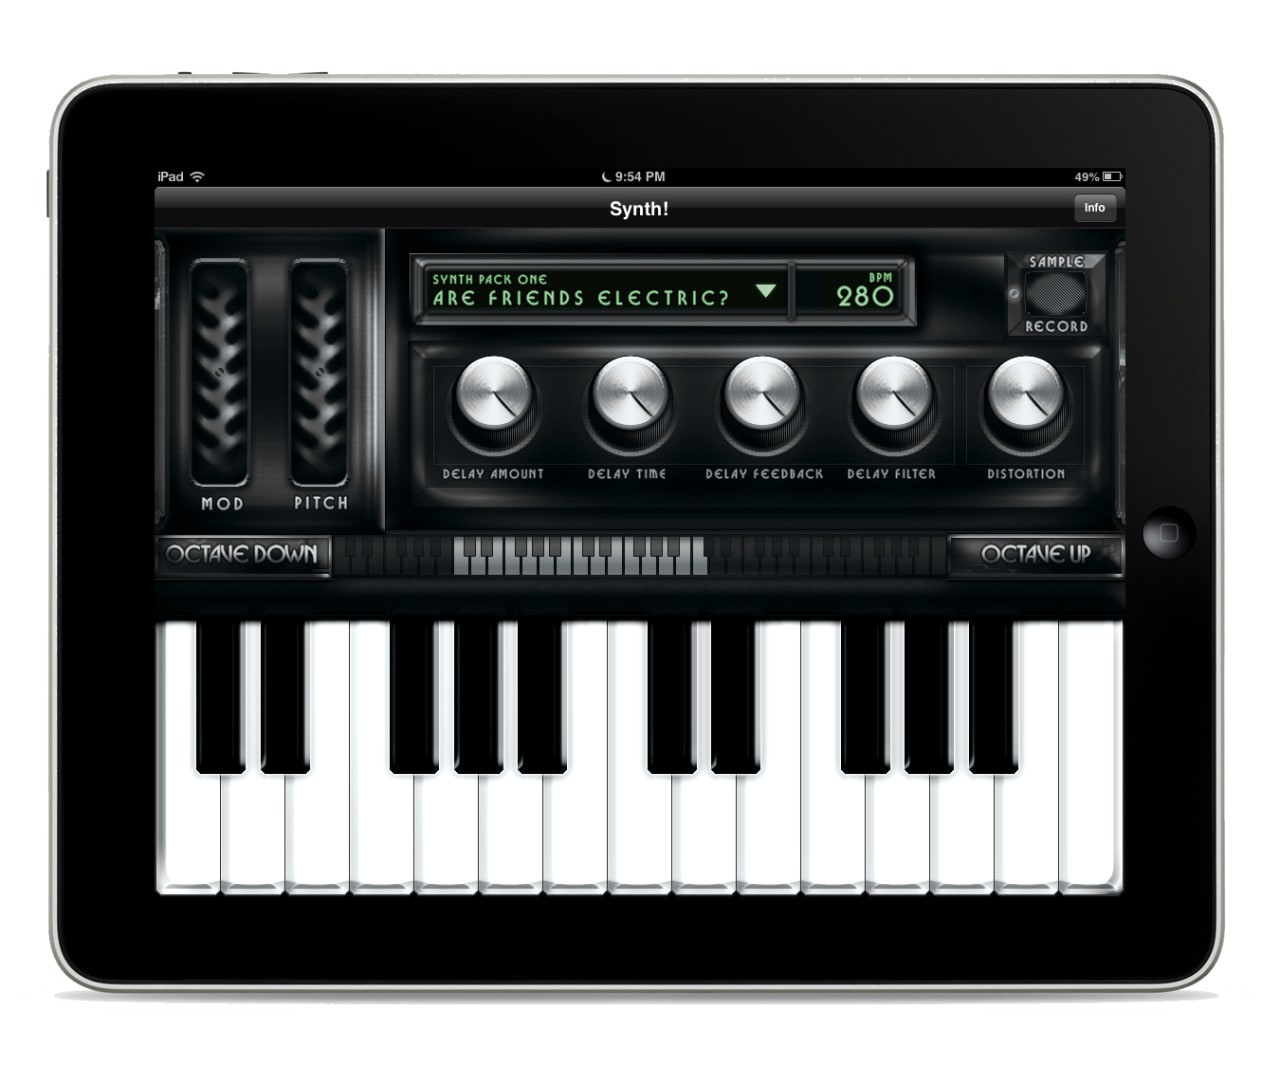 iPad
9:54 PM
49%
Synth!
Info
SYNTH PACK ONE
ARE FRIENDS ELECTRIC?
BPM
280
SAMPLE
RECORD
MOD
PITCH
DELAY AMOUNT
DELAY TIME
DELAY FEEDBACK
DELAY FILTER
DISTORTION
OCTAVE DOWN
OCTAVE UP